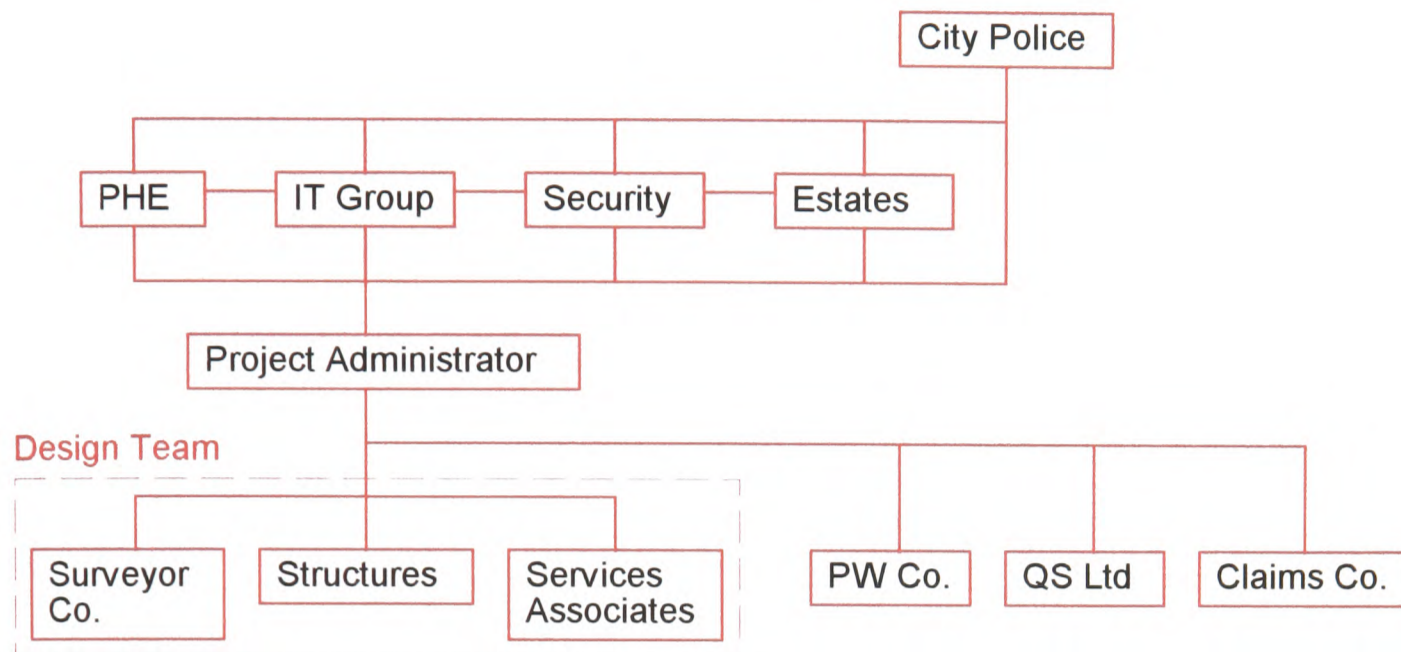 City Police
PHE
IT Group
Security
Estates
Project Administrator
Design Team
Surveyor
Co.
Structures
Services
Associates
PW Co.
QS Ltd
Claims Co.